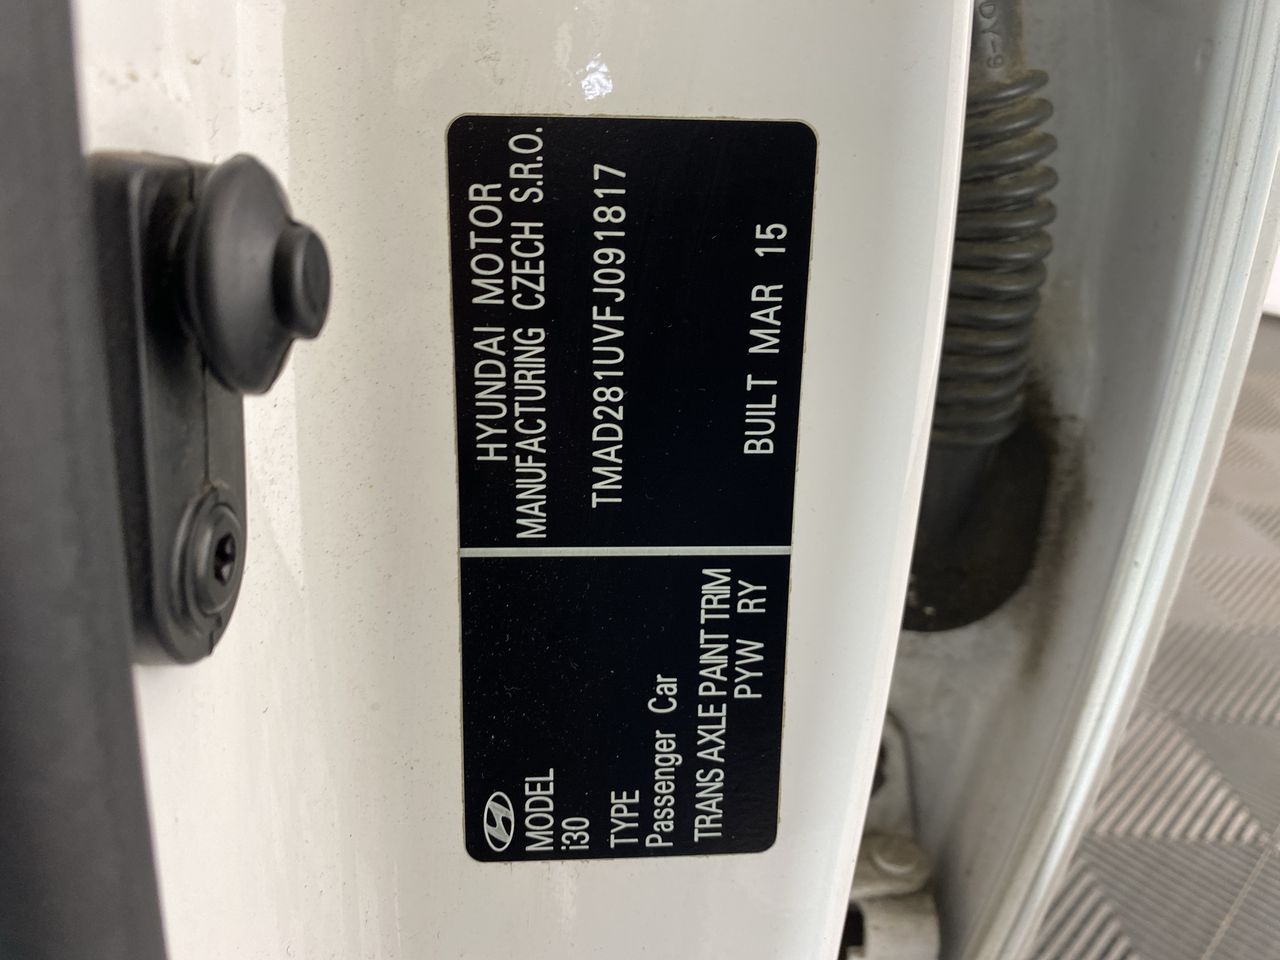 MODEL
i30
TYPE
Passenger Car
TRANS AXLE PAINT TRIM
PYW RY
HYUNDAI MOTOR
MANUFACTURING CZECH S.R.O.
TMAD281UVFJ091817
BUILT MAR 15